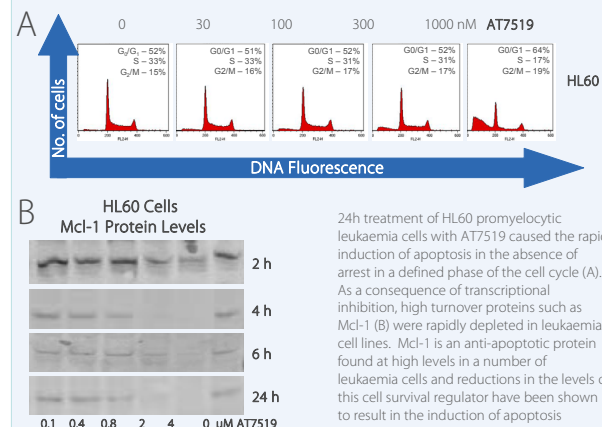 A
0 30 100 300 1000 nM AT7519
G₀/G₁ – 52%
S – 33%
G₂/M – 15%
G0/G1 – 51%
S – 33%
G2/M – 16%
G0/G1 – 52%
S – 31%
G2/M – 17%
G0/G1 – 52%
S – 31%
G2/M – 17%
G0/G1 – 64%
S – 17%
G2/M – 19%
HL60
No. of cells
DNA Fluorescence
B
HL60 Cells
Mcl-1 Protein Levels
2 h
4 h
6 h
24 h
0.1 0.4 0.8 2 4 0 uM AT7519
24h treatment of HL60 promyelocytic
leukaemia cells with AT7519 caused the rapid
induction of apoptosis in the absence of
arrest in a defined phase of the cell cycle (A).
As a consequence of transcriptional
inhibition, high turnover proteins such as
Mcl-1 (B) were rapidly depleted in leukaemia
cell lines. Mcl-1 is an anti-apoptotic protein
found at high levels in a number of
leukaemia cells and reductions in the levels o
this cell survival regulator have been shown
to result in the induction of apoptosis